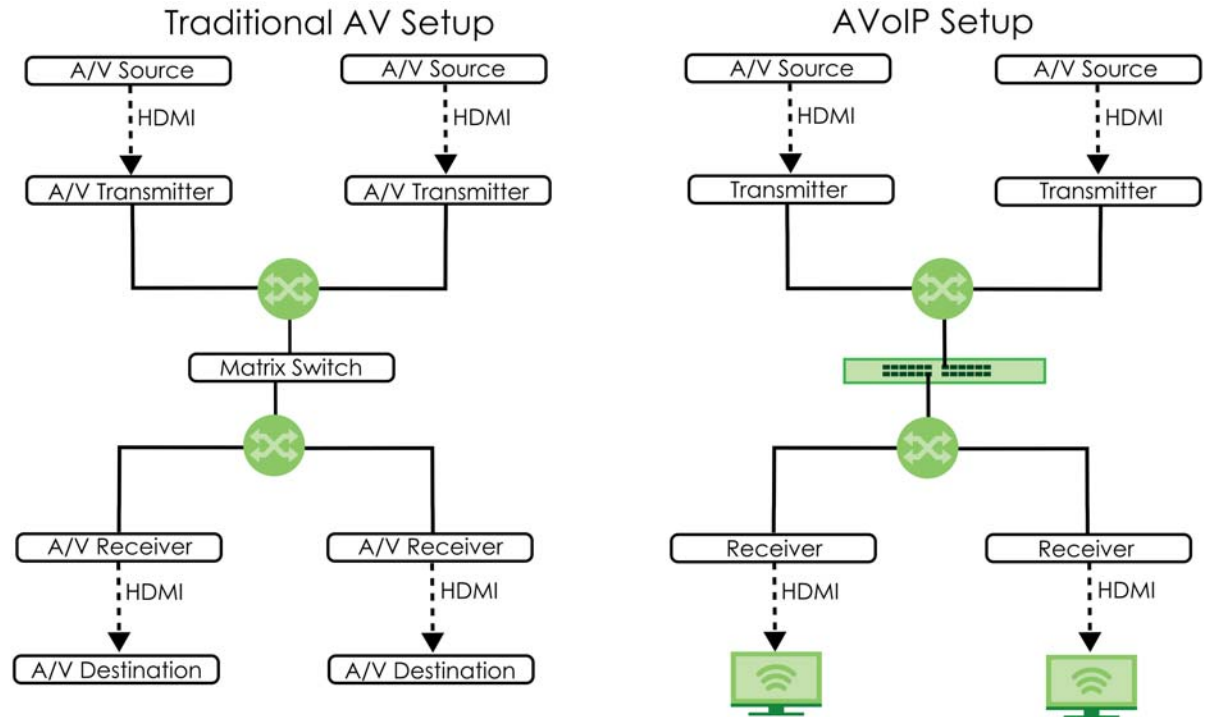 Traditional AV Setup
A/V Source
A/V Source
HDMI
HDMI
A/V Transmitter
A/V Transmitter
Matrix Switch
A/V Receiver
A/V Receiver
HDMI
HDMI
A/V Destination
A/V Destination
AVoIP Setup
A/V Source
A/V Source
HDMI
HDMI
Transmitter
Transmitter
Receiver
Receiver
HDMI
HDMI